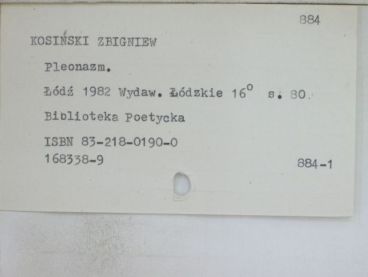 884
KOSIŃSKI ZBIGNIEW
Pleonazm.
Łódź 1982 Wydaw. Łódzkie 16° s. 80.
Biblioteka Poetycka
ISBN 83-218-0190-0
168338-9 884-1